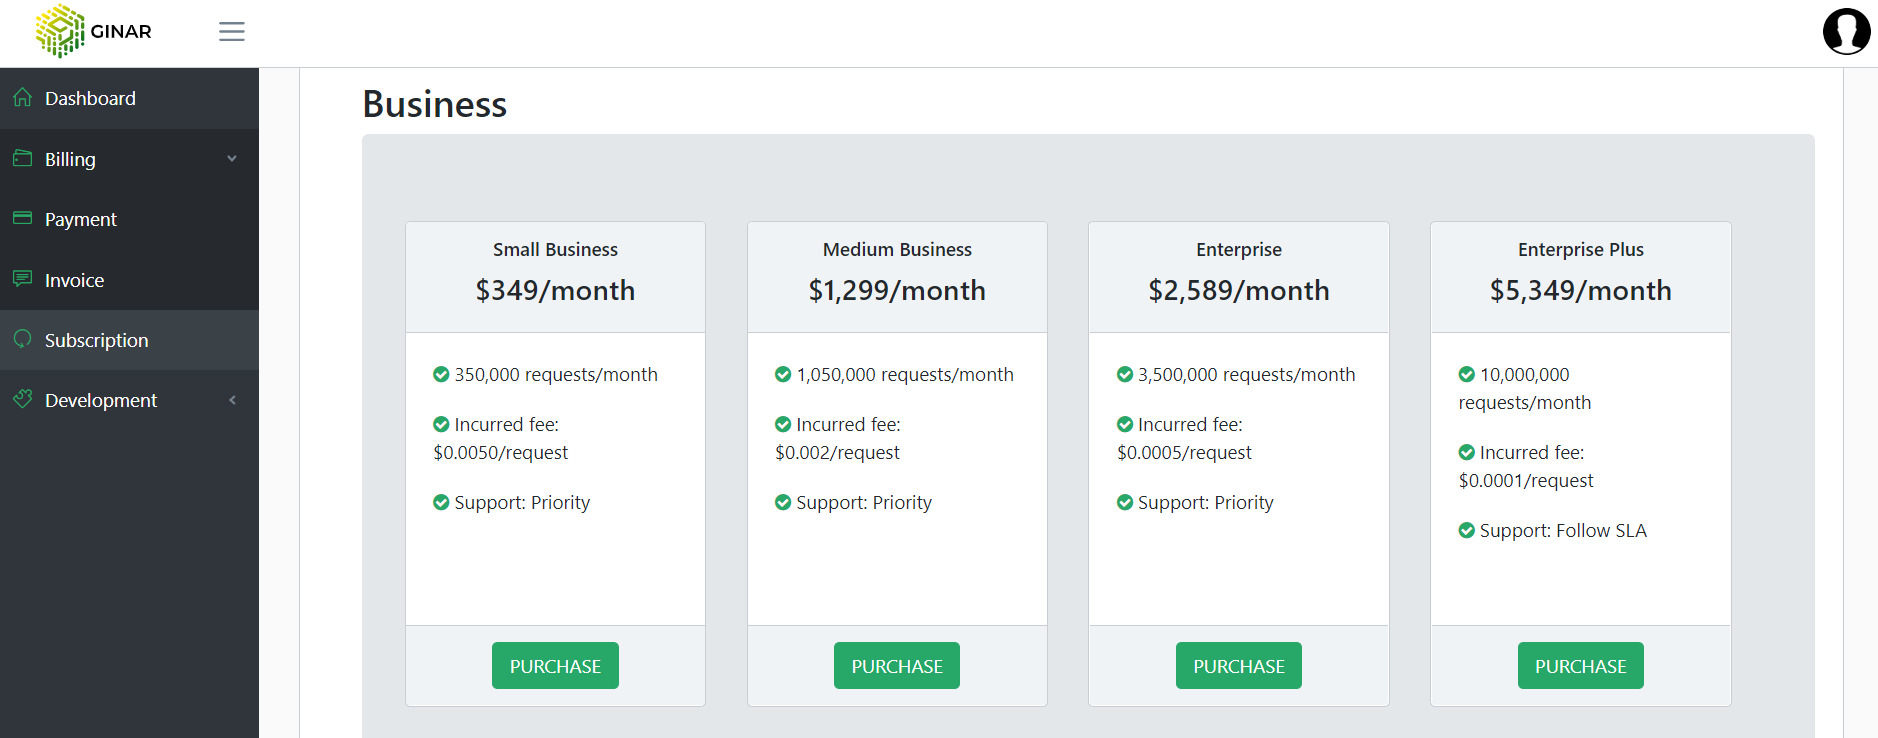 GINAR
Dashboard
Billing
Payment
Invoice
Subscription
Development
Business
Small Business
$349/month
350,000 requests/month
Incurred fee:
$0.0050/request
Support: Priority
PURCHASE
Medium Business
$1,299/month
1,050,000 requests/month
Incurred fee:
$0.002/request
Support: Priority
PURCHASE
Enterprise
$2,589/month
3,500,000 requests/month
Incurred fee:
$0.0005/request
Support: Priority
PURCHASE
Enterprise Plus
$5,349/month
10,000,000
requests/month
Incurred fee:
$0.0001/request
Support: Follow SLA
PURCHASE